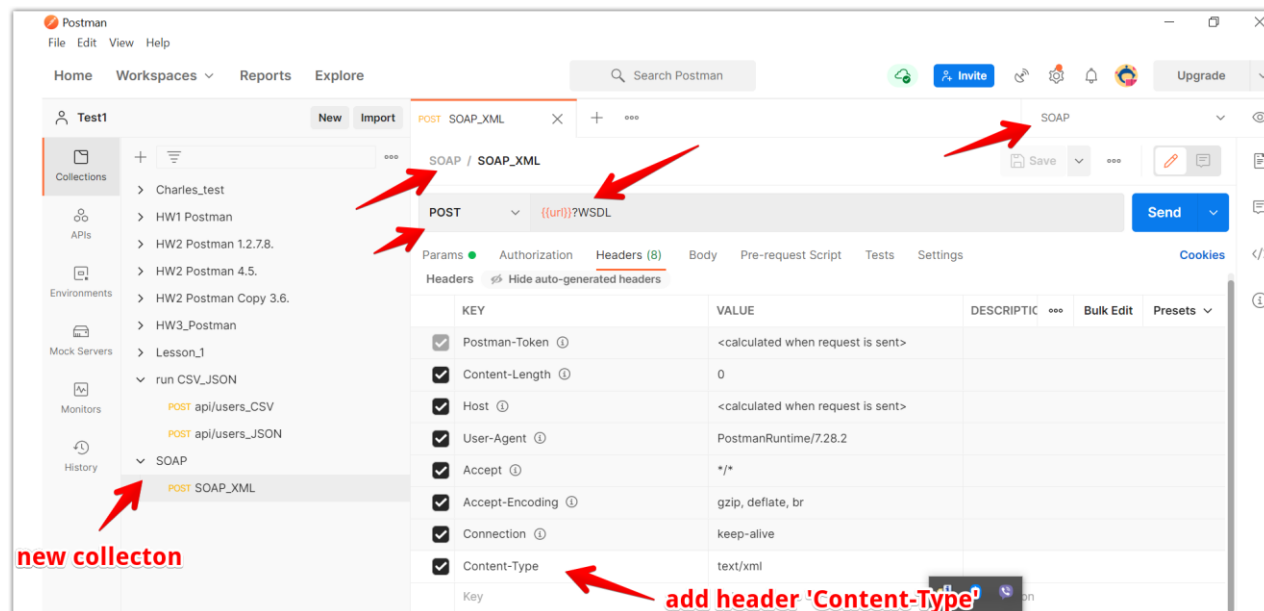 Postman
File Edit View Help
Home Workspaces Reports Explore Search Postman Invite Upgrade
Test1 New Import POST SOAP_XML SOAP
Collections
SOAP / SOAP_XML Save
Charles_test
HW1 Postman
POST {{url}}?WSDL Send
APIs
HW2 Postman 1.2.7.8.
Params Authorization Headers (8) Body Pre-request Script Tests Settings Cookies
HW2 Postman 4.5.
Headers Hide auto-generated headers
Environments
HW2 Postman Copy 3.6.
KEY VALUE DESCRIPTIC Bulk Edit Presets
HW3_Postman
Postman-Token <calculated when request is sent>
Mock Servers
Lesson_1
Content-Length 0
run CSV_JSON
Host <calculated when request is sent>
Monitors
POST api/users_CSV
POST api/users_JSON
User-Agent PostmanRuntime/7.28.2
History
SOAP
Accept */*
POST SOAP_XML
Accept-Encoding gzip, deflate, br
Connection keep-alive
new collecton
Content-Type text/xml
Key
add header 'Content-Type'